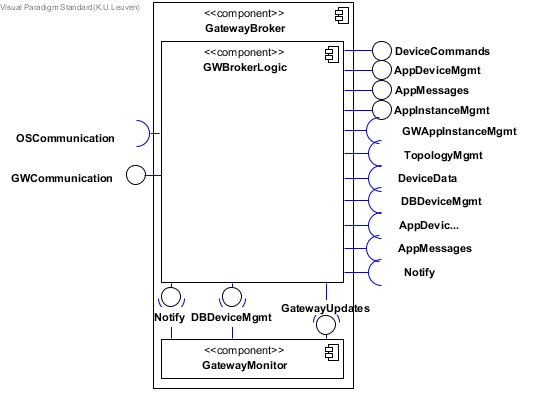 Visual Paradigm Standard(K.U.Leuven)
<<component>>
GatewayBroker
<<component>>
GWBrokerLogic
OSCommunication
GWCommunication
DeviceCommands
AppDeviceMgmt
AppMessages
AppInstanceMgmt
GWAppInstanceMgmt
TopologyMgmt
DeviceData
DBDeviceMgmt
AppDevic...
AppMessages
Notify
Notify
DBDeviceMgmt
GatewayUpdates
<<component>>
GatewayMonitor